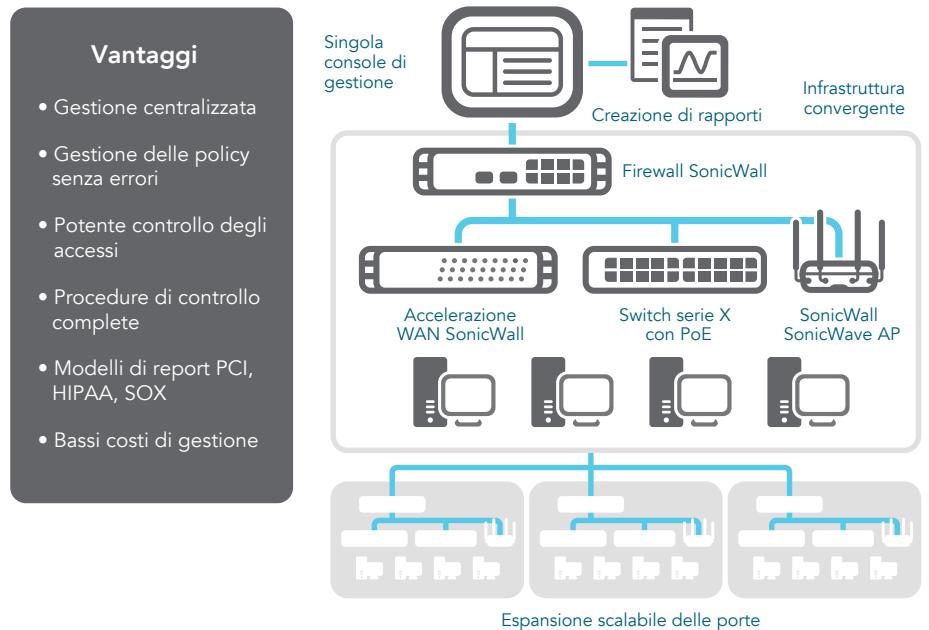 Vantaggi
• Gestione centralizzata
• Gestione delle policy
senza errori
• Potente controllo degli
accessi
• Procedure di controllo
complete
• Modelli di report PCI,
HIPAA, SOX
• Bassi costi di gestione
Singola
console di
gestione
Creazione di rapporti
Infrastruttura
convergente
Firewall SonicWall
Accelerazione
WAN SonicWall
Switch serie X
con PoE
SonicWall
SonicWave AP
Espansione scalabile delle porte